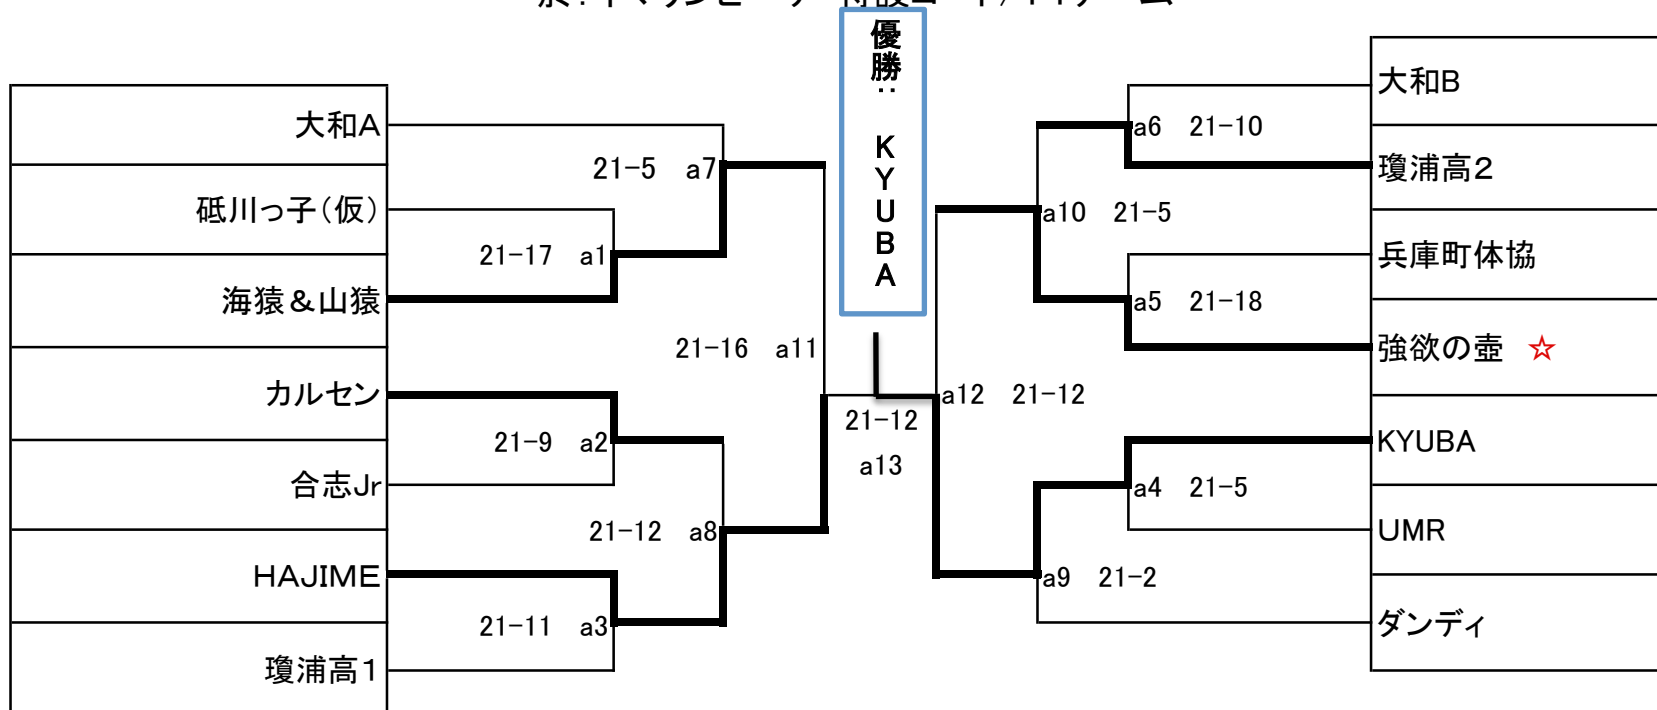 優勝： KYUBA
大和A
21-5 a7
砥川っ子(仮)
21-17 a1
海猿＆山猿
21-16 a11
カルセン
21-9 a2
合志Jr
21-12 a8
HAJIME
21-11 a3
瓊浦高1
21-12
a13
大和B
a6 21-10
瓊浦高2
a10 21-5
兵庫町体協
a5 21-18
強欲の壺 ☆
a12 21-12
KYUBA
a4 21-5
UMR
a9 21-2
ダンディ